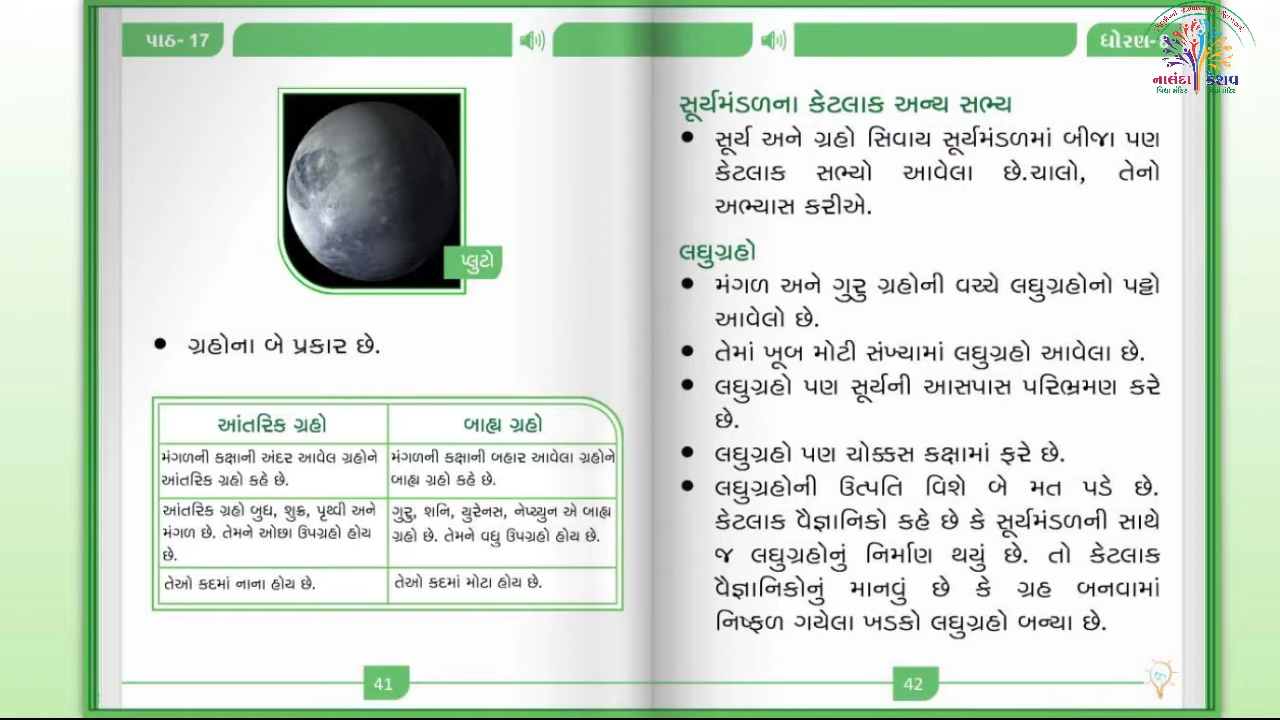 પાઠ- 17
પ્લુટો
ગ્રહોના બે પ્રકાર છે.
આંતરિક ગ્રહો
બાહ્ય ગ્રહો
મંગળની કક્ષાની અંદર આવેલ ગ્રહોને
આંતરિક ગ્રહો કહે છે.
મંગળની કક્ષાની બહાર આવેલા ગ્રહોને
બાહ્ય ગ્રહો કહે છે.
આંતરિક ગ્રહો બુધ, શુક્ર, પૃથ્વી અને
મંગળ છે. તેમને ઓછા ઉપગ્રહો હોય
છે.
ગુરુ, શનિ, યુરેનસ, નેપ્ચ્યુન એ બાહ્ય
ગ્રહો છે. તેમને વધુ ઉપગ્રહો હોય છે.
તેઓ કદમાં નાના હોય છે.
તેઓ કદમાં મોટા હોય છે.
41
ધોરણ-
નાલંદા કેશવ
વિદ્યા મંદિર વિદ્યા મંદિર
સૂર્યમંડળના કેટલાક અન્ય સભ્ય
સૂર્ય અને ગ્રહો સિવાય સૂર્યમંડળમાં બીજા પણ
કેટલાક સભ્યો આવેલા છે.ચાલો, તેનો
અભ્યાસ કરીએ.
લઘુગ્રહો
મંગળ અને ગુરુ ગ્રહોની વચ્ચે લઘુગ્રહોનો પટ્ટો
આવેલો છે.
તેમાં ખૂબ મોટી સંખ્યામાં લઘુગ્રહો આવેલા છે.
લઘુગ્રહો પણ સૂર્યની આસપાસ પરિભ્રમણ કરે
છે.
લઘુગ્રહો પણ ચોક્કસ કક્ષામાં ફરે છે.
લઘુગ્રહોની ઉત્પતિ વિશે બે મત પડે છે.
કેટલાક વૈજ્ઞાનિકો કહે છે કે સૂર્યમંડળની સાથે
જ લઘુગ્રહોનું નિર્માણ થયું છે. તો કેટલાક
વૈજ્ઞાનિકોનું માનવું છે કે ગ્રહ બનવામાં
નિષ્ફળ ગયેલા ખડકો લઘુગ્રહો બન્યા છે.
42